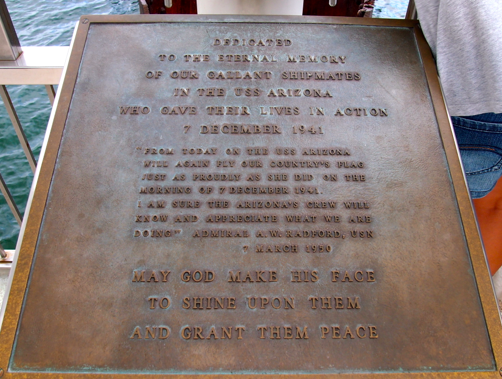 DEDICATED
TO THE ETERNAL MEMORY
OF OUR GALLANT SHIPMATES
IN THE USS ARIZONA
WHO GAVE THEIR LIVES IN ACTION
7 DECEMBER 1941
"FROM TODAY ON THE USS ARIZONA
WILL AGAIN FLY OUR COUNTRY'S FLAG
JUST AS PROUDLY AS SHE DID ON THE
MORNING OF 7 DECEMBER 1941.
I AM SURE THE ARIZONA'S CREW WILL
KNOW AND APPRECIATE WHAT WE ARE
DOING" ADMIRAL A.W. RADFORD, USN
7 MARCH 1950
MAY GOD MAKE HIS FACE
TO SHINE UPON THEM
AND GRANT THEM PEACE